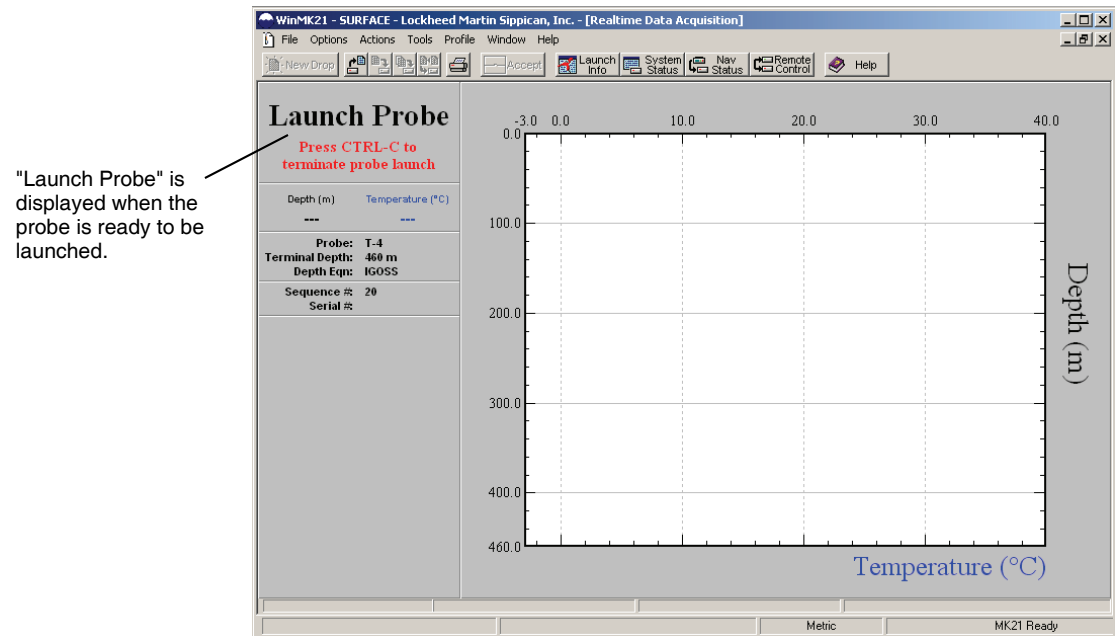 WinMK21 - SURFACE - Lockheed Martin Sippican, Inc. - [Realtime Data Acquisition]
File Options Actions Tools Profile Window Help
New Drop Accept Launch Info System Status Nav Status Remote Control Help
Launch Probe
Press CTRL-C to
terminate probe launch
"Launch Probe" is
displayed when the
probe is ready to be
launched.
Depth (m) Temperature (°C)
--- ---
Probe: T-4
Terminal Depth: 460 m
Depth Eqn: IGOSS
Sequence #: 20
Serial #:
-3.0 0.0 10.0 20.0 30.0 40.0
0.0
100.0
200.0
300.0
400.0
460.0
Depth (m)
Temperature (°C)
Metric MK21 Ready